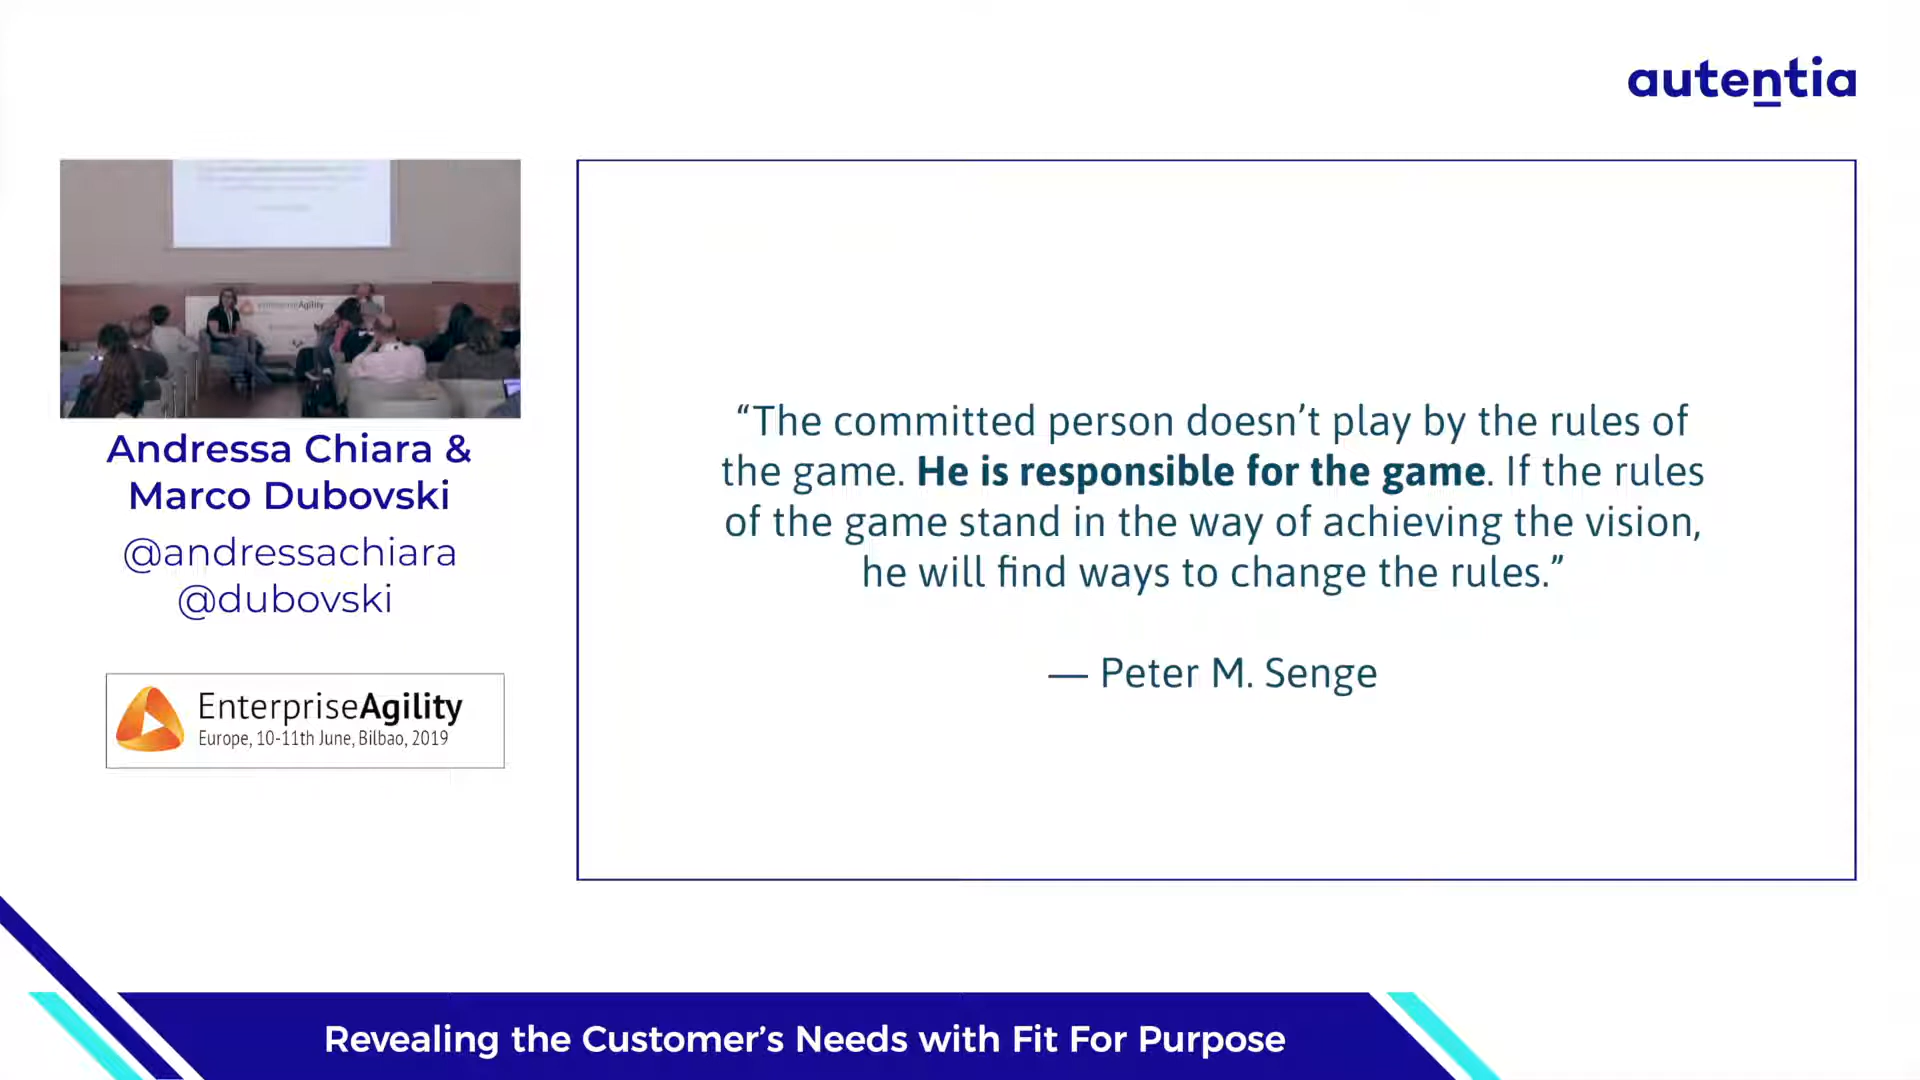 autentia
enterpriseAgility
Andressa Chiara &
Marco Dubovski
@andressachiara
@dubovski
EnterpriseAgility
Europe, 10-11th June, Bilbao, 2019
“The committed person doesn’t play by the rules of
the game. He is responsible for the game. If the rules
of the game stand in the way of achieving the vision,
he will find ways to change the rules.”
— Peter M. Senge
Revealing the Customer’s Needs with Fit For Purpose